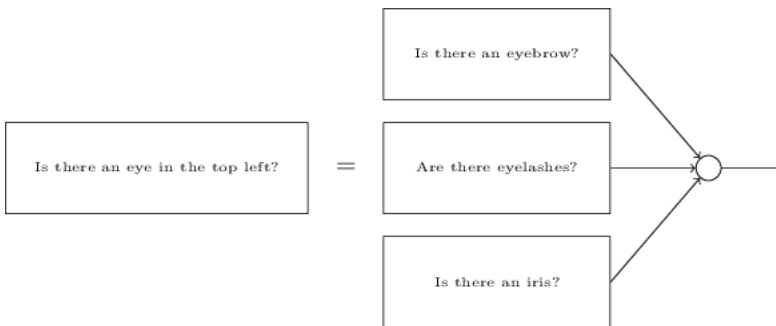 Is there an eyebrow?
Is there an eye in the top left?
=
Are there eyelashes?
Is there an iris?